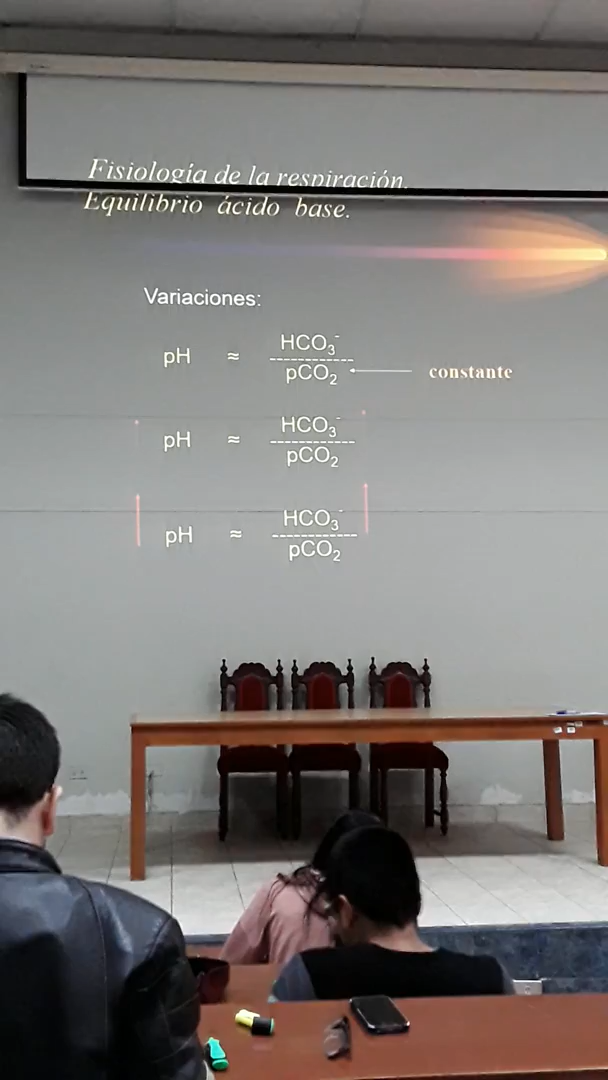 Fisiología de la respiración.
Equilibrio ácido base.
Variaciones:
pH ≈ HCO₃⁻
pCO₂ constante
pH ≈ HCO₃⁻
pCO₂
pH ≈ HCO₃⁻
pCO₂